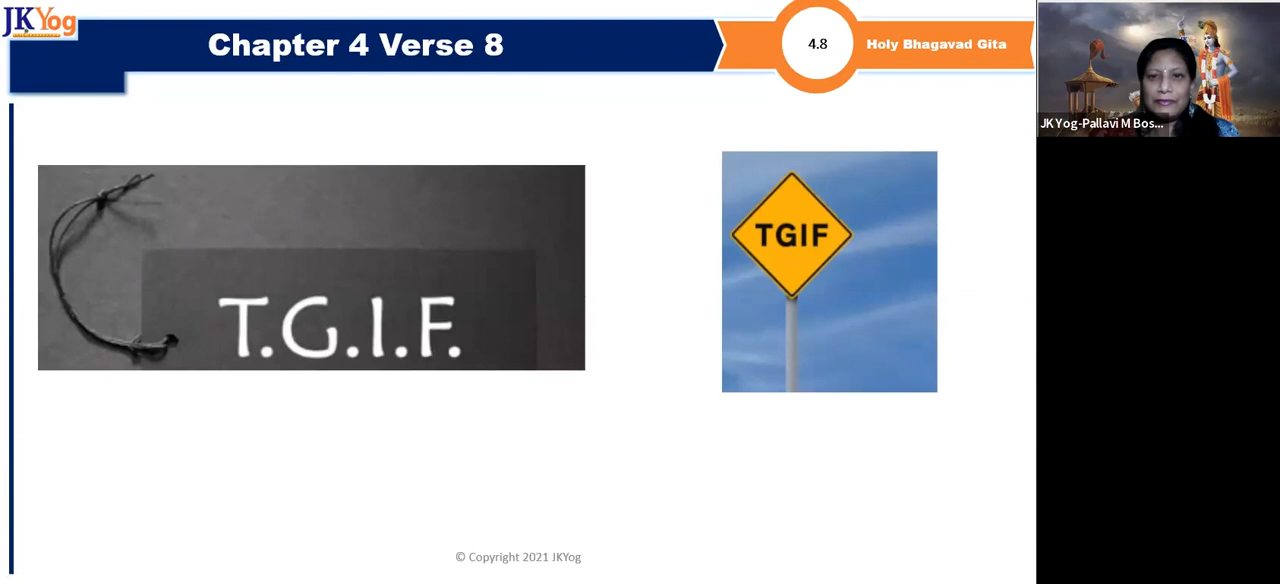 JKYog
Chapter 4 Verse 8
4.8
Holy Bhagavad Gita
T.G.I.F.
TGIF
JKYog-Pallavi M Bos...
© Copyright 2021 JKYog